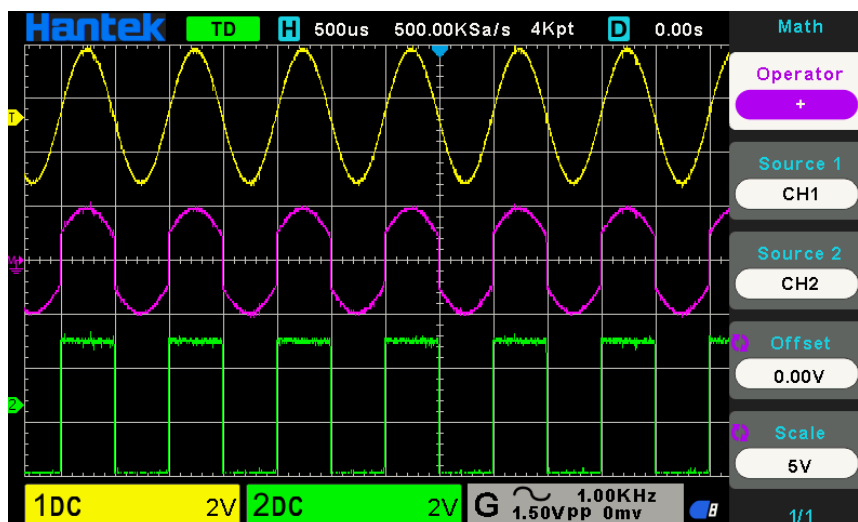 Hantek TD H 500us 500.00KSa/s 4Kpt D 0.00s
Math
Operator
+
Source 1
CH1
Source 2
CH2
Offset
0.00V
Scale
5V
1/1
T
M
2
1DC 2V 2DC 2V G 1.00KHz
1.50Vpp 0mv